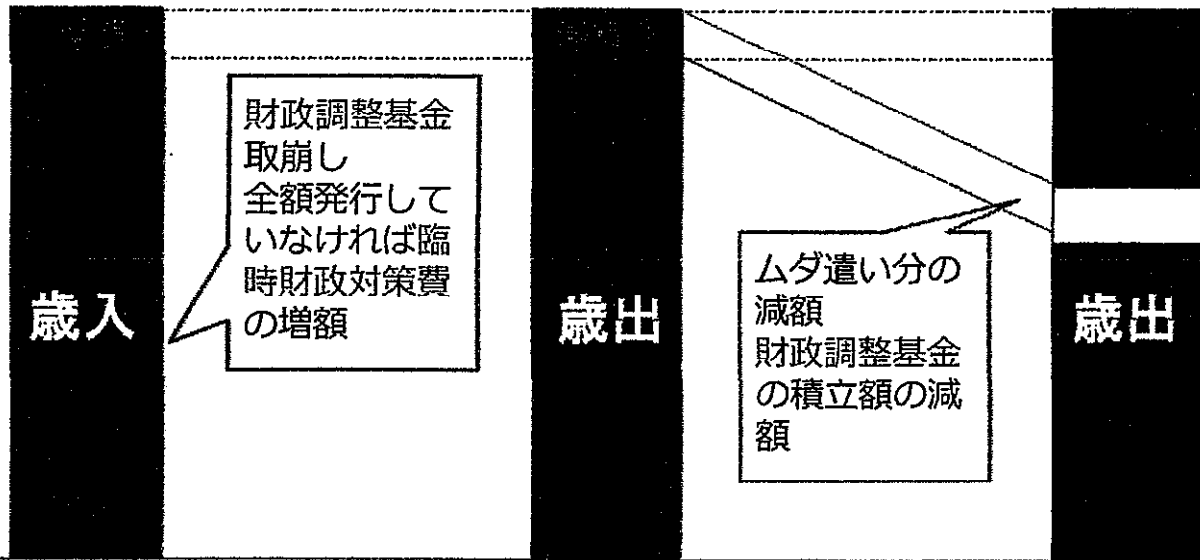 財政調整基金
取崩し
全額発行して
いなければ臨
時財政対策費
の増額
歳入
歳出
ムダ遣い分の
減額
財政調整基金
の積立額の減
額
歳出